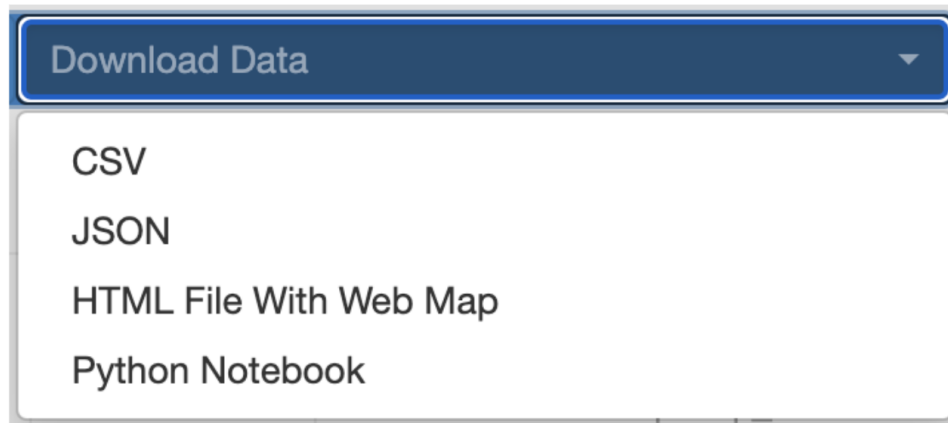 Download Data
CSV
JSON
HTML File With Web Map
Python Notebook